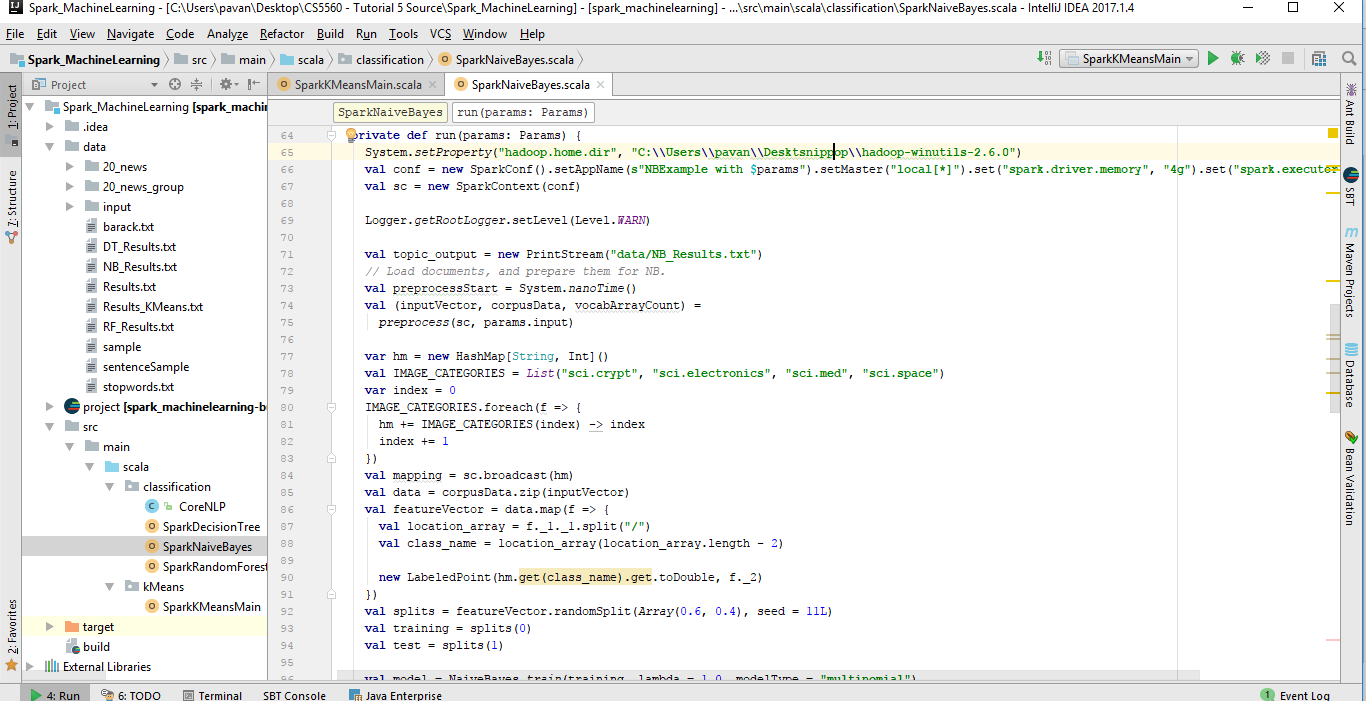 Spark_MachineLearning - [C:\Users\pavan\Desktop\CS5560 - Tutorial 5 Source\Spark_MachineLearning] - [spark_machinelearning] - ...\src\main\scala\classification\SparkNaiveBayes.scala - IntelliJ IDEA 2017.1.4
File Edit View Navigate Code Analyze Refactor Build Run Tools VCS Window Help
Spark_MachineLearning src main scala classification SparkNaiveBayes.scala SparkKMeansMain
Project SparkKMeansMain.scala SparkNaiveBayes.scala
1: Project
7: Structure
2: Favorites
Spark_MachineLearning [spark_machin
.idea
data
20_news
20_news_group
input
barack.txt
DT_Results.txt
NB_Results.txt
Results.txt
Results_KMeans.txt
RF_Results.txt
sample
sentenceSample
stopwords.txt
project [spark_machinelearning-b
src
main
scala
classification
CoreNLP
SparkDecisionTree
SparkNaiveBayes
SparkRandomForest
kMeans
SparkKMeansMain
target
build
External Libraries
SparkNaiveBayes run(params: Params)
64 private def run(params: Params) {
65 System.setProperty("hadoop.home.dir", "C:\\Users\\pavan\\Desktsnippop\\hadoop-winutils-2.6.0")
66 val conf = new SparkConf().setAppName(s"NBExample with $params").setMaster("local[*]").set("spark.driver.memory", "4g").set("spark.executor
67 val sc = new SparkContext(conf)
68
69 Logger.getRootLogger.setLevel(Level.WARN)
70
71 val topic_output = new PrintStream("data/NB_Results.txt")
72 // Load documents, and prepare them for NB.
73 val preprocessStart = System.nanoTime()
74 val (inputVector, corpusData, vocabArrayCount) =
75 preprocess(sc, params.input)
76
77 var hm = new HashMap[String, Int]()
78 val IMAGE_CATEGORIES = List("sci.crypt", "sci.electronics", "sci.med", "sci.space")
79 var index = 0
80 IMAGE_CATEGORIES.foreach(f => {
81 hm += IMAGE_CATEGORIES(index) -> index
82 index += 1
83 })
84 val mapping = sc.broadcast(hm)
85 val data = corpusData.zip(inputVector)
86 val featureVector = data.map(f => {
87 val location_array = f._1._1.split("/")
88 val class_name = location_array(location_array.length - 2)
89
90 new LabeledPoint(hm.get(class_name).get.toDouble, f._2)
91 })
92 val splits = featureVector.randomSplit(Array(0.6, 0.4), seed = 11L)
93 val training = splits(0)
94 val test = splits(1)
95
96 val model = NaiveBayes.train(training, lambda = 1.0, modelType = "multinomial")
Ant Build
SBT
Maven Projects
Database
Bean Validation
4: Run 6: TODO Terminal SBT Console Java Enterprise 1 Event Log